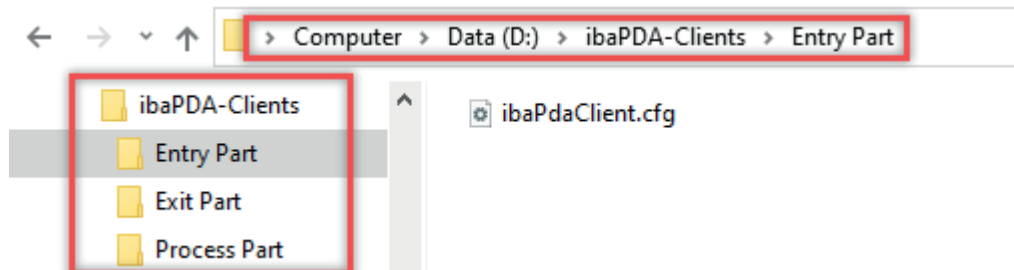 Computer > Data (D:) > ibaPDA-Clients > Entry Part
ibaPDA-Clients
ibaPdaClient.cfg
Entry Part
Exit Part
Process Part